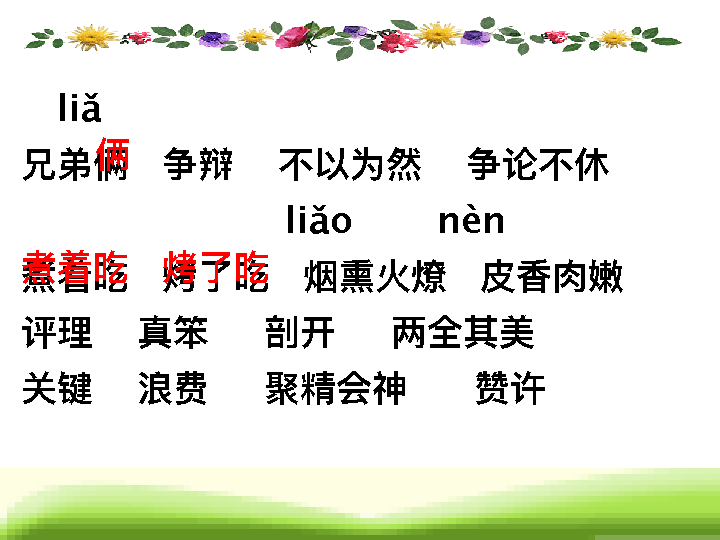 liǎ
兄弟俩 争辩 不以为然 争论不休
liǎo nèn
煮着吃 烤了吃 烟熏火燎 皮香肉嫩
评理 真笨 剖开 两全其美
关键 浪费 聚精会神 赞许